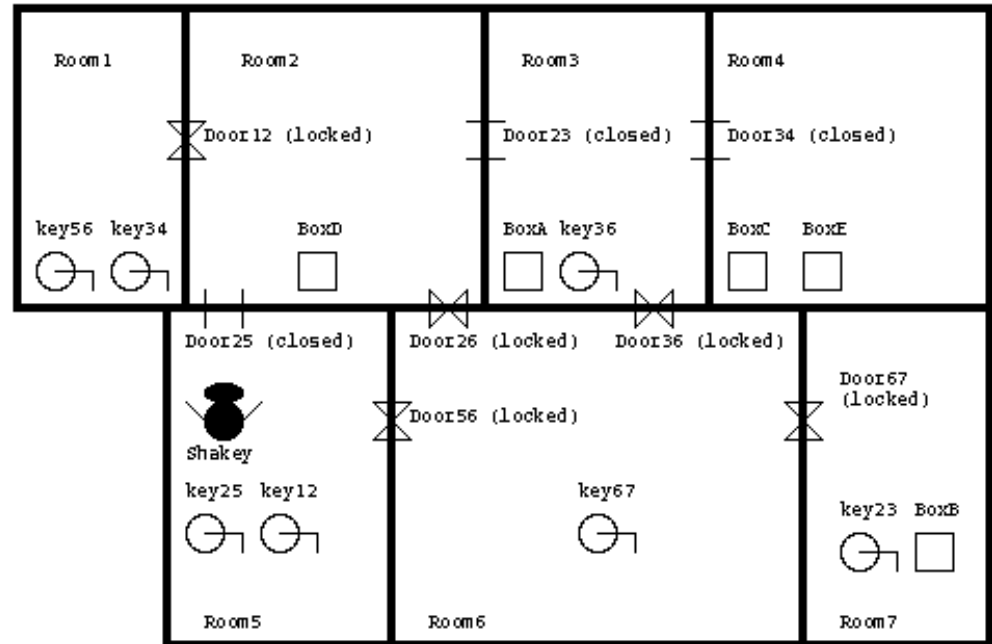 Room1
Room2
Room3
Room4
Door12 (locked)
Door23 (closed)
Door34 (closed)
key56
key34
BoxD
BoxA
key36
BoxC
BoxE
Door25 (closed)
Door26 (locked)
Door36 (locked)
Door67
(locked)
Door56 (locked)
Shakey
key25
key12
key67
key23
BoxB
Room5
Room6
Room7